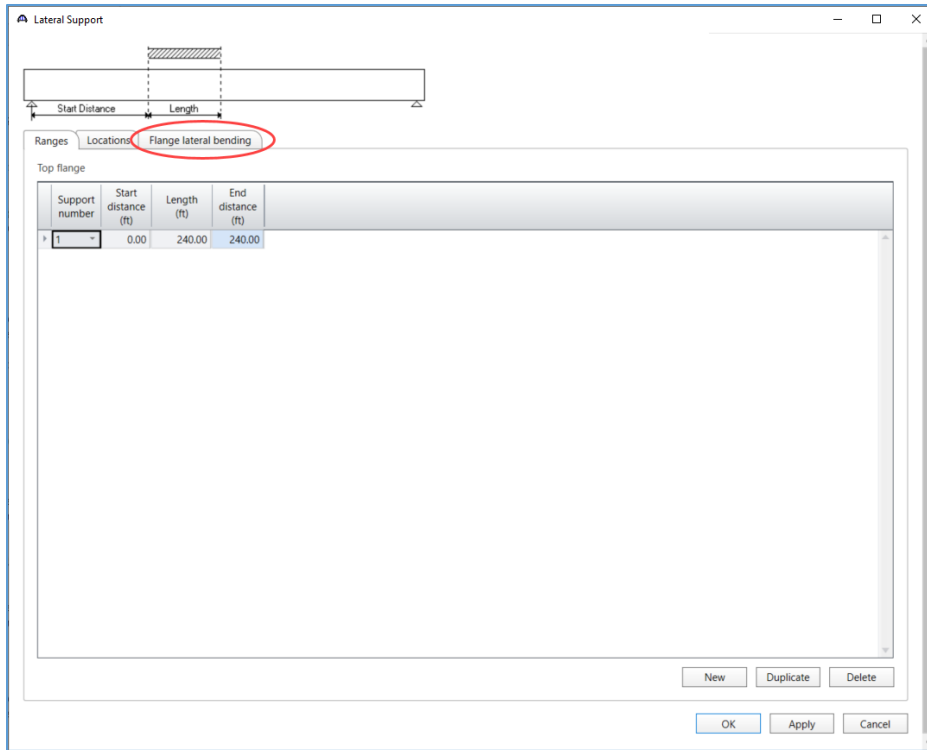 Lateral Support
Start Distance Length
Ranges Locations Flange lateral bending
Top flange
Support number Start distance (ft) Length (ft) End distance (ft)
1 0.00 240.00 240.00
New Duplicate Delete
OK Apply Cancel